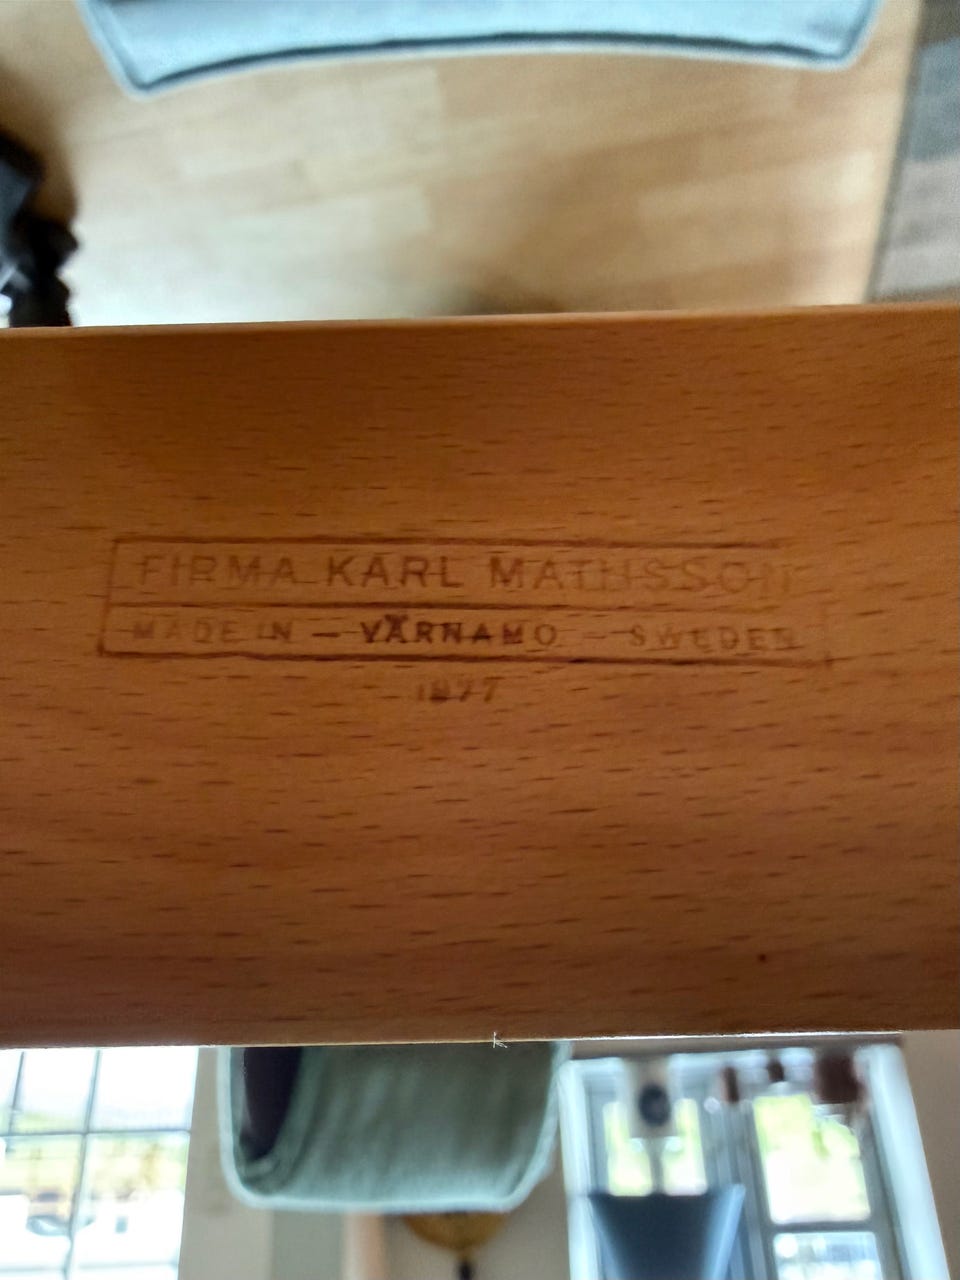 FIRMA KARL MATHSSON
MADE IN – VÄRNAMO – SWEDEN
1977